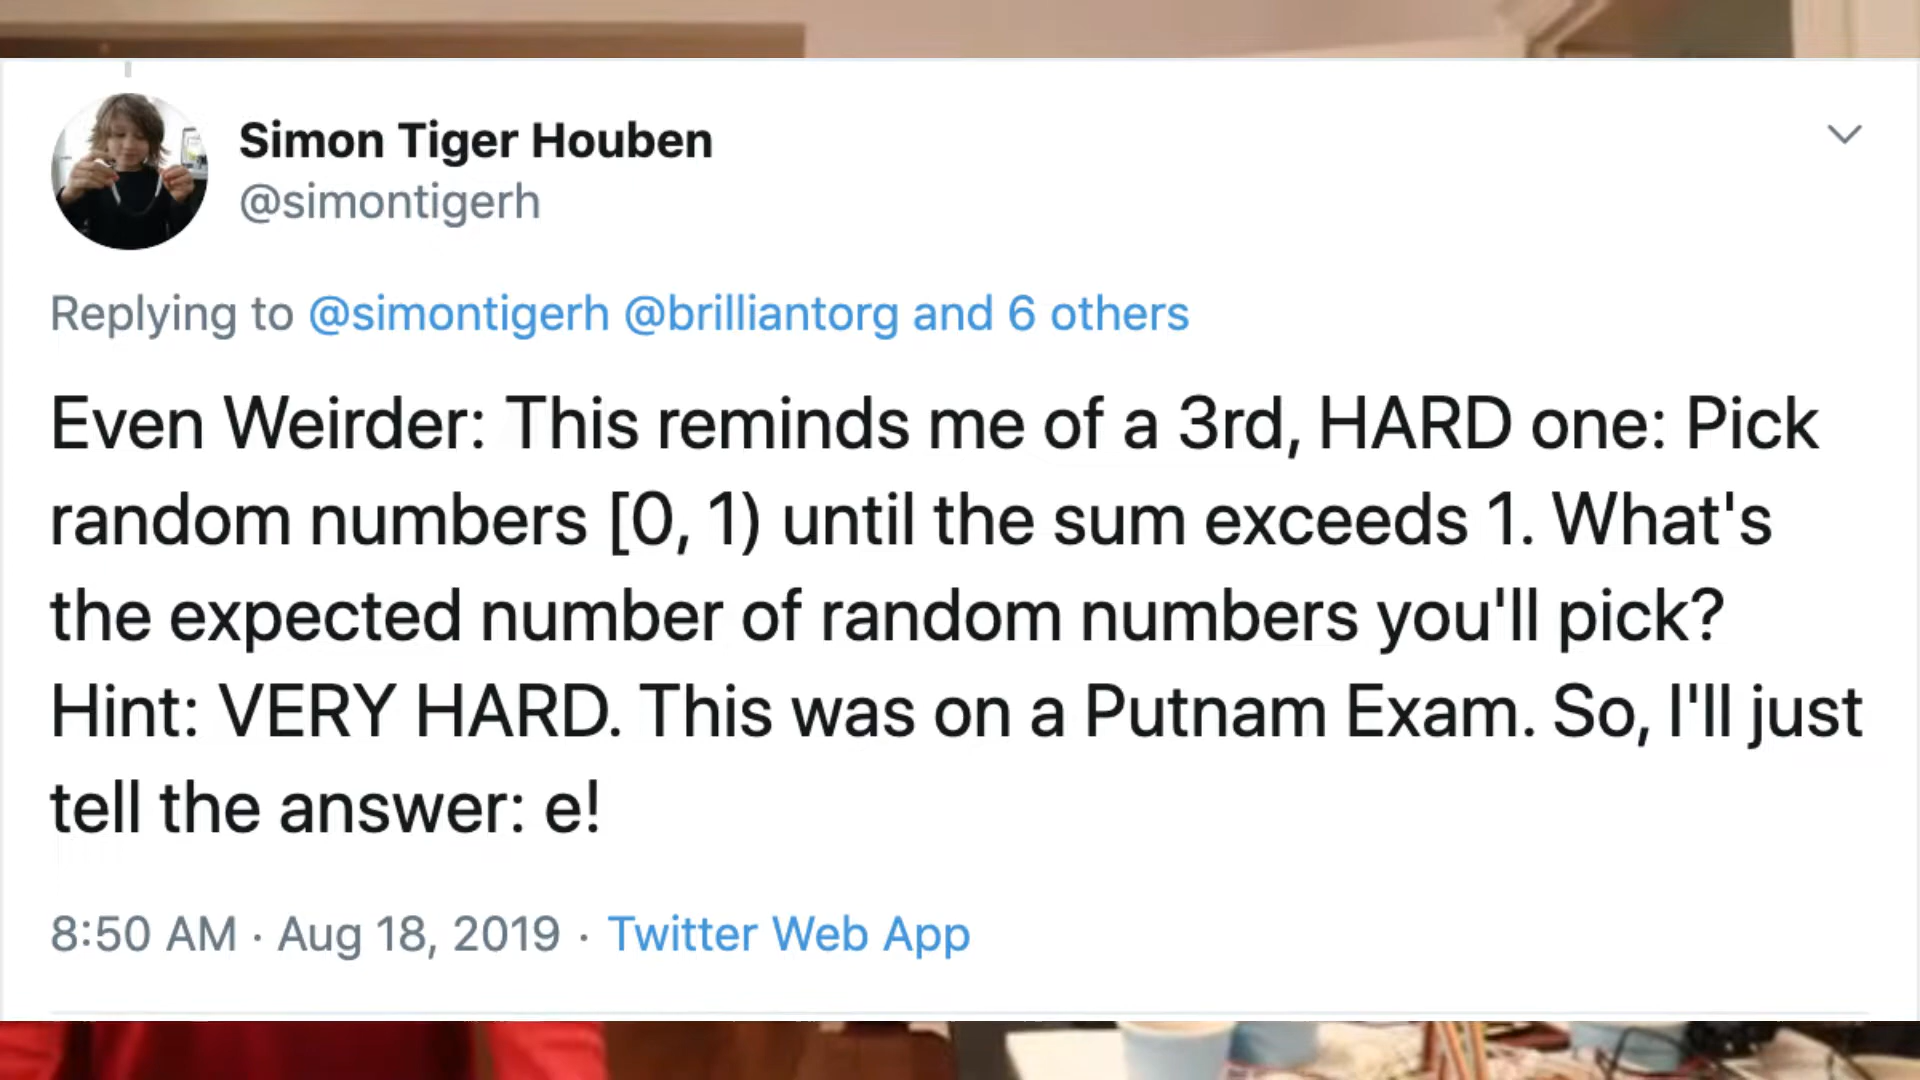 Simon Tiger Houben
@simontigerh
Replying to @simontigerh @brilliantorg and 6 others
Even Weirder: This reminds me of a 3rd, HARD one: Pick
random numbers [0, 1) until the sum exceeds 1. What's
the expected number of random numbers you'll pick?
Hint: VERY HARD. This was on a Putnam Exam. So, I'll just
tell the answer: e!
8:50 AM · Aug 18, 2019 · Twitter Web App